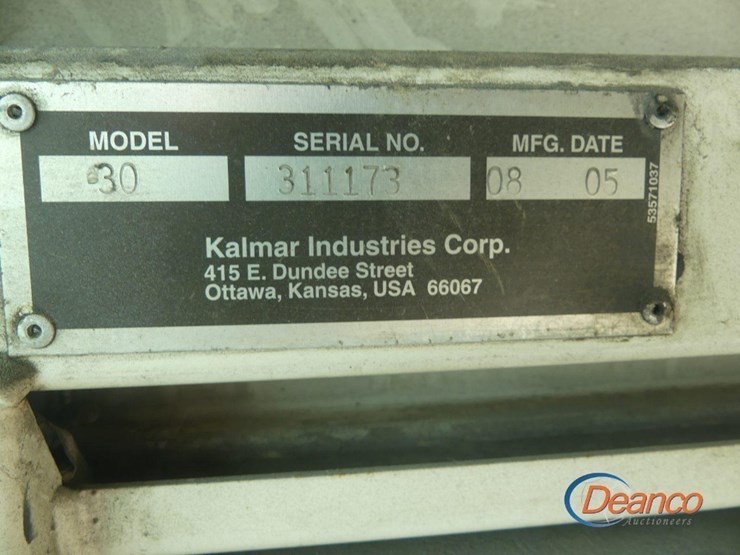 MODEL SERIAL NO. MFG. DATE
30 311173 08 05
53571037
Kalmar Industries Corp.
415 E. Dundee Street
Ottawa, Kansas, USA 66067
Deanco
Auctioneers